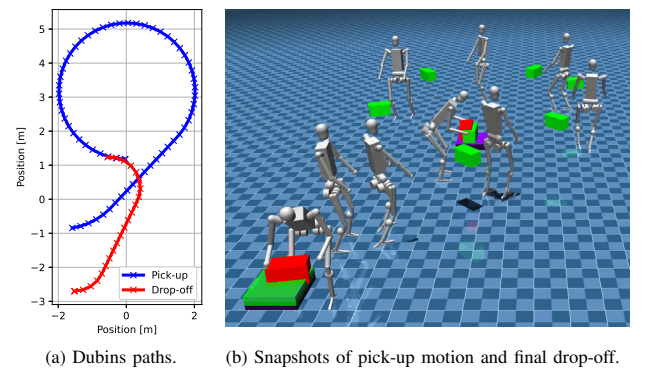 5
4
3
2
1
0
−1
−2
−3
Position [m]
Pick-up
Drop-off
−2
0
2
Position [m]
(a) Dubins paths.
(b) Snapshots of pick-up motion and final drop-off.